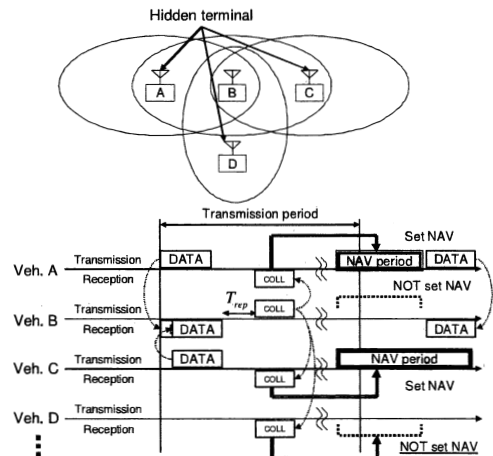 Hidden terminal
A
B
C
D
Transmission period
Set NAV
Veh. A
Transmission
DATA
NAV period
DATA
Reception
COLL
NOT set NAV
Veh. B
Transmission
T_rep
COLL
Reception
DATA
DATA
Veh. C
Transmission
DATA
NAV period
Reception
COLL
Set NAV
Veh. D
Transmission
Reception
COLL
NOT set NAV